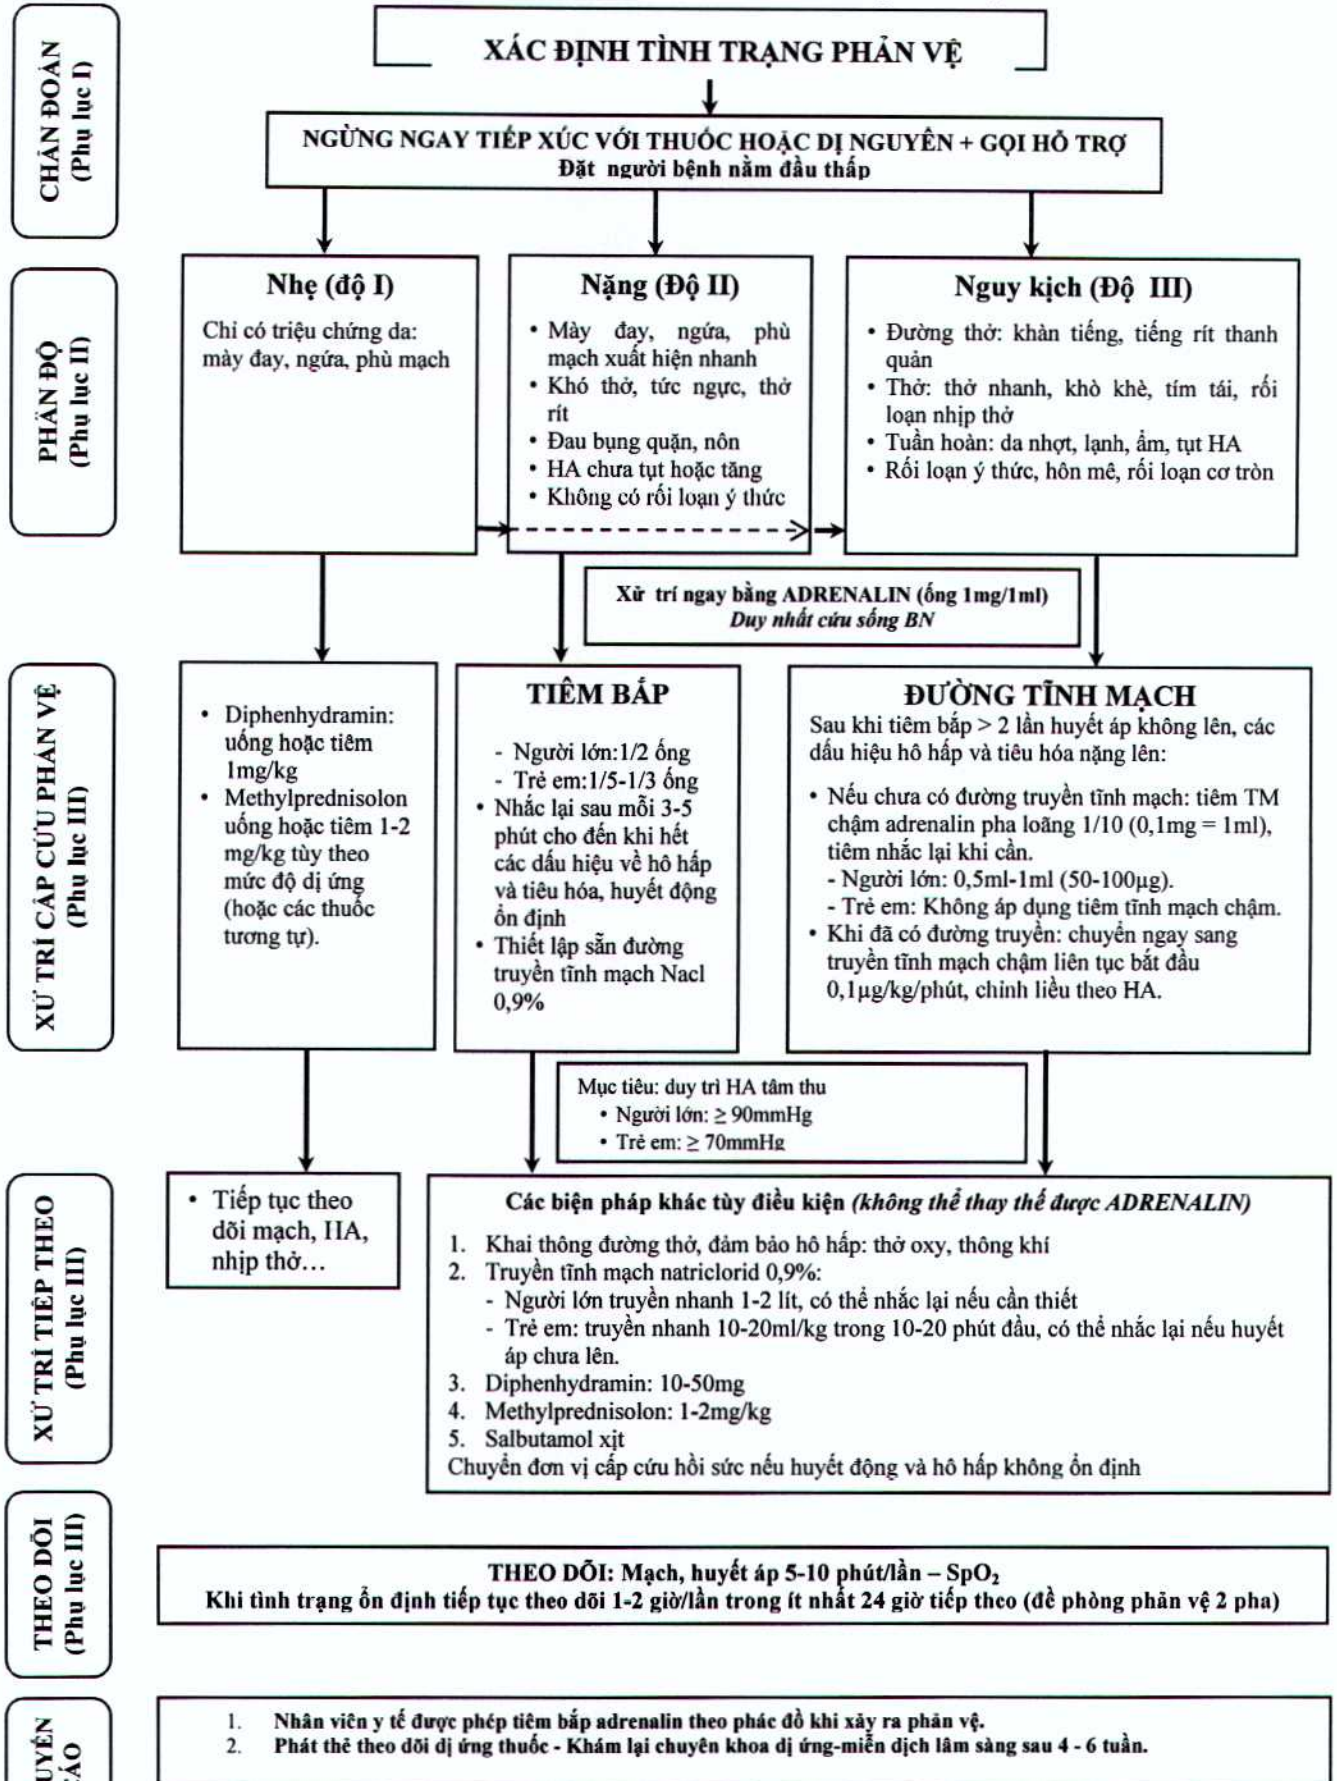 CHẨN ĐOÁN
(Phụ lục I)
XÁC ĐỊNH TÌNH TRẠNG PHẢN VỆ
NGỪNG NGAY TIẾP XÚC VỚI THUỐC HOẶC DỊ NGUYÊN + GỌI HỖ TRỢ
Đặt người bệnh nằm đầu thấp
PHÂN ĐỘ
(Phụ lục II)
Nhẹ (độ I)
Chỉ có triệu chứng da:
mày đay, ngứa, phù mạch
Nặng (Độ II)
• Mày đay, ngứa, phù
mạch xuất hiện nhanh
• Khó thở, tức ngực, thở
rít
• Đau bụng quặn, nôn
• HA chưa tụt hoặc tăng
• Không có rối loạn ý thức
Nguy kịch (Độ III)
• Đường thở: khàn tiếng, tiếng rít thanh
quản
• Thở: thở nhanh, khò khè, tím tái, rối
loạn nhịp thở
• Tuần hoàn: da nhợt, lạnh, ẩm, tụt HA
• Rối loạn ý thức, hôn mê, rối loạn cơ tròn
Xử trí ngay bằng ADRENALIN (ống 1mg/1ml)
Duy nhất cứu sống BN
XỬ TRÍ CẤP CỨU PHẢN VỆ
(Phụ lục III)
• Diphenhydramin:
uống hoặc tiêm
1mg/kg
• Methylprednisolon
uống hoặc tiêm 1-2
mg/kg tùy theo
mức độ dị ứng
(hoặc các thuốc
tương tự).
TIÊM BẮP
- Người lớn:1/2 ống
- Trẻ em:1/5-1/3 ống
• Nhắc lại sau mỗi 3-5
phút cho đến khi hết
các dấu hiệu về hô hấp
và tiêu hóa, huyết động
ổn định
• Thiết lập sẵn đường
truyền tĩnh mạch Nacl
0,9%
ĐƯỜNG TĨNH MẠCH
Sau khi tiêm bắp > 2 lần huyết áp không lên, các
dấu hiệu hô hấp và tiêu hóa nặng lên:
• Nếu chưa có đường truyền tĩnh mạch: tiêm TM
chậm adrenalin pha loãng 1/10 (0,1mg = 1ml),
tiêm nhắc lại khi cần.
- Người lớn: 0,5ml-1ml (50-100µg).
- Trẻ em: Không áp dụng tiêm tĩnh mạch chậm.
• Khi đã có đường truyền: chuyển ngay sang
truyền tĩnh mạch chậm liên tục bắt đầu
0,1µg/kg/phút, chỉnh liều theo HA.
Mục tiêu: duy trì HA tâm thu
• Người lớn: ≥ 90mmHg
• Trẻ em: ≥ 70mmHg
XỬ TRÍ TIẾP THEO
(Phụ lục III)
• Tiếp tục theo
dõi mạch, HA,
nhịp thở…
Các biện pháp khác tùy điều kiện (không thể thay thế được ADRENALIN)
1. Khai thông đường thở, đảm bảo hô hấp: thở oxy, thông khí
2. Truyền tĩnh mạch natriclorid 0,9%:
- Người lớn truyền nhanh 1-2 lít, có thể nhắc lại nếu cần thiết
- Trẻ em: truyền nhanh 10-20ml/kg trong 10-20 phút đầu, có thể nhắc lại nếu huyết
áp chưa lên.
3. Diphenhydramin: 10-50mg
4. Methylprednisolon: 1-2mg/kg
5. Salbutamol xịt
Chuyển đơn vị cấp cứu hồi sức nếu huyết động và hô hấp không ổn định
THEO DÕI
(Phụ lục III)
THEO DÕI: Mạch, huyết áp 5-10 phút/lần – SpO₂
Khi tình trạng ổn định tiếp tục theo dõi 1-2 giờ/lần trong ít nhất 24 giờ tiếp theo (đề phòng phản vệ 2 pha)
1. Nhân viên y tế được phép tiêm bắp adrenalin theo phác đồ khi xảy ra phản vệ.
2. Phát thẻ theo dõi dị ứng thuốc - Khám lại chuyên khoa dị ứng-miễn dịch lâm sàng sau 4 - 6 tuần.